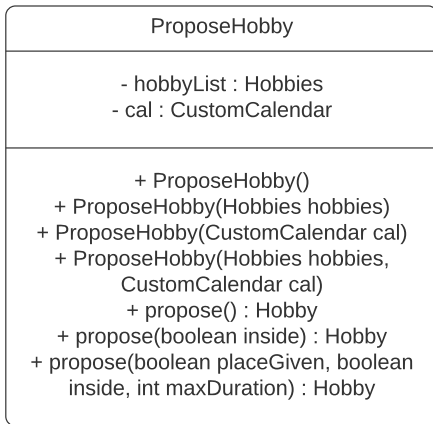 ProposeHobby
- hobbyList : Hobbies
- cal : CustomCalendar
+ ProposeHobby()
+ ProposeHobby(Hobbies hobbies)
+ ProposeHobby(CustomCalendar cal)
+ ProposeHobby(Hobbies hobbies,
CustomCalendar cal)
+ propose() : Hobby
+ propose(boolean inside) : Hobby
+ propose(boolean placeGiven, boolean
inside, int maxDuration) : Hobby